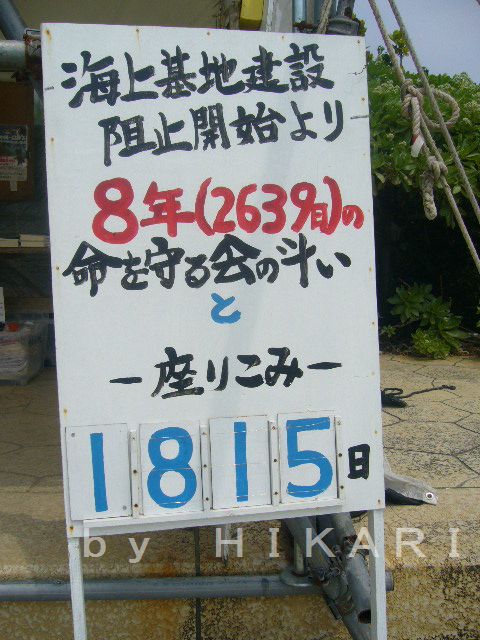 海上基地建設
阻止開始より
8年(2639日)の
命を守る会の斗い
と
ー座りこみー
1815日
by HIKARI